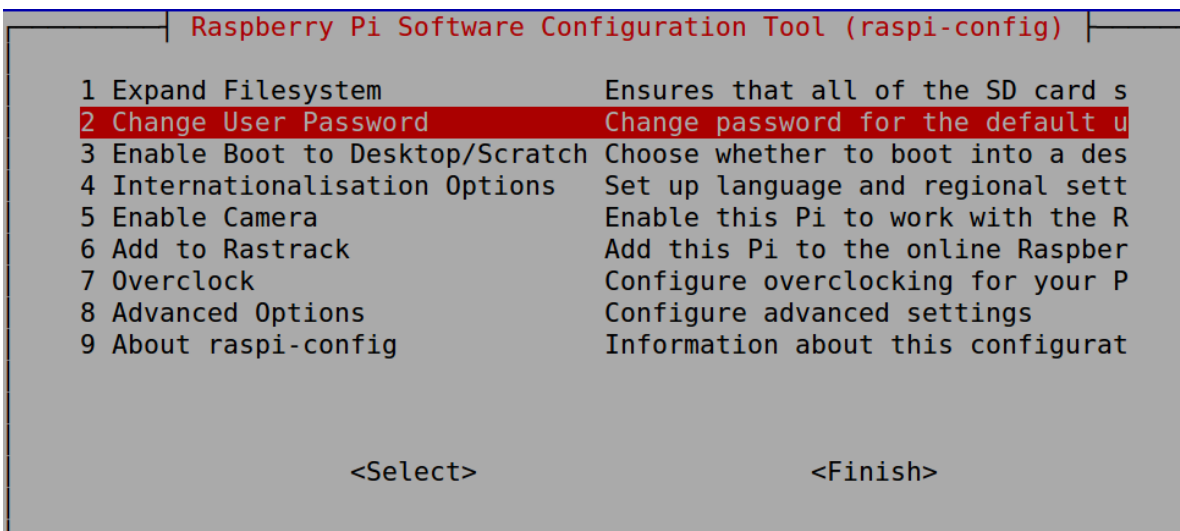 Raspberry Pi Software Configuration Tool (raspi-config)
1 Expand Filesystem Ensures that all of the SD card s
2 Change User Password Change password for the default u
3 Enable Boot to Desktop/Scratch Choose whether to boot into a des
4 Internationalisation Options Set up language and regional sett
5 Enable Camera Enable this Pi to work with the R
6 Add to Rastrack Add this Pi to the online Raspber
7 Overclock Configure overclocking for your P
8 Advanced Options Configure advanced settings
9 About raspi-config Information about this configurat
<Select> <Finish>